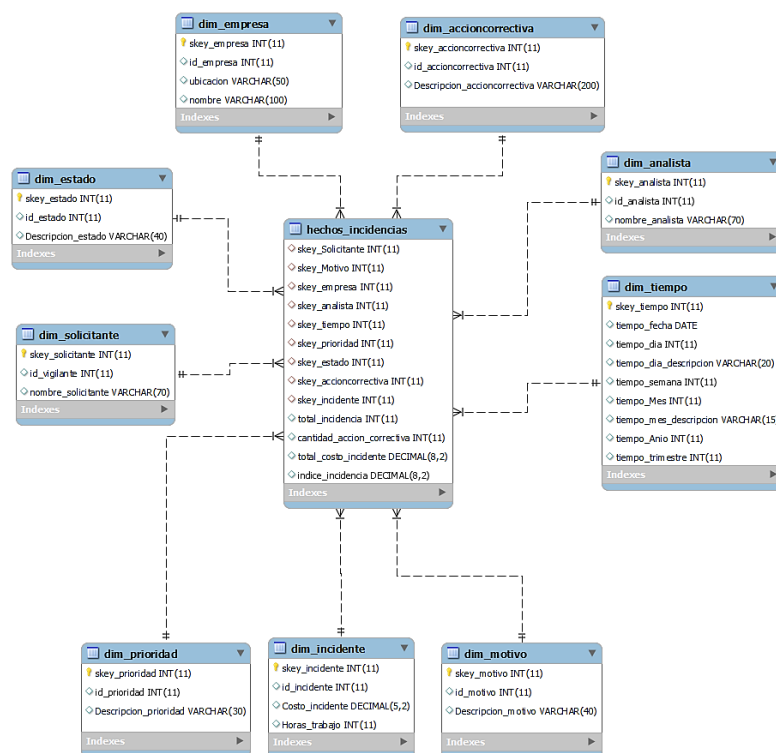 dim_empresa
skey_empresa INT(11)
id_empresa INT(11)
ubicacion VARCHAR(50)
nombre VARCHAR(100)
Indexes
dim_accioncorrectiva
skey_accioncorrectiva INT(11)
id_accioncorrectiva INT(11)
Descripcion_accioncorrectiva VARCHAR(200)
Indexes
dim_estado
skey_estado INT(11)
id_estado INT(11)
Descripcion_estado VARCHAR(40)
Indexes
dim_analista
skey_analista INT(11)
id_analista INT(11)
nombre_analista VARCHAR(70)
Indexes
hechos_incidencias
skey_Solicitante INT(11)
skey_Motivo INT(11)
skey_empresa INT(11)
skey_analista INT(11)
skey_tiempo INT(11)
skey_prioridad INT(11)
skey_estado INT(11)
skey_accioncorrectiva INT(11)
skey_incidente INT(11)
total_incidencia INT(11)
cantidad_accion_correctiva INT(11)
total_costo_incidente DECIMAL(8,2)
indice_incidencia DECIMAL(8,2)
Indexes
dim_tiempo
skey_tiempo INT(11)
tiempo_fecha DATE
tiempo_dia INT(11)
tiempo_dia_descripcion VARCHAR(20)
tiempo_semana INT(11)
tiempo_Mes INT(11)
tiempo_mes_descripcion VARCHAR(15)
tiempo_Anio INT(11)
tiempo_trimestre INT(11)
Indexes
dim_solicitante
skey_solicitante INT(11)
id_vigilante INT(11)
nombre_solicitante VARCHAR(70)
Indexes
dim_prioridad
skey_prioridad INT(11)
id_prioridad INT(11)
Descripcion_prioridad VARCHAR(30)
Indexes
dim_incidente
skey_incidente INT(11)
id_incidente INT(11)
Costo_incidente DECIMAL(5,2)
Horas_trabajo INT(11)
dim_motivo
skey_motivo INT(11)
id_motivo INT(11)
Descripcion_motivo VARCHAR(40)
Indexes